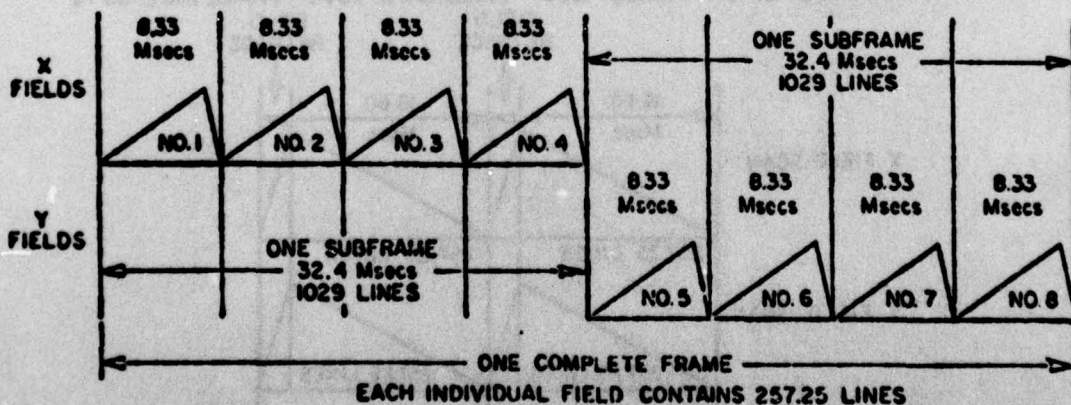 8.33 8.33 8.33 8.33
Msecs Msecs Msecs Msecs
ONE SUBFRAME
32.4 Msecs
1029 LINES
X
FIELDS
NO. 1 NO. 2 NO. 3 NO. 4
8.33 8.33 8.33 8.33
Msecs Msecs Msecs Msecs
Y
FIELDS
ONE SUBFRAME
32.4 Msecs
1029 LINES
NO. 5 NO. 6 NO. 7 NO. 8
ONE COMPLETE FRAME
EACH INDIVIDUAL FIELD CONTAINS 257.25 LINES